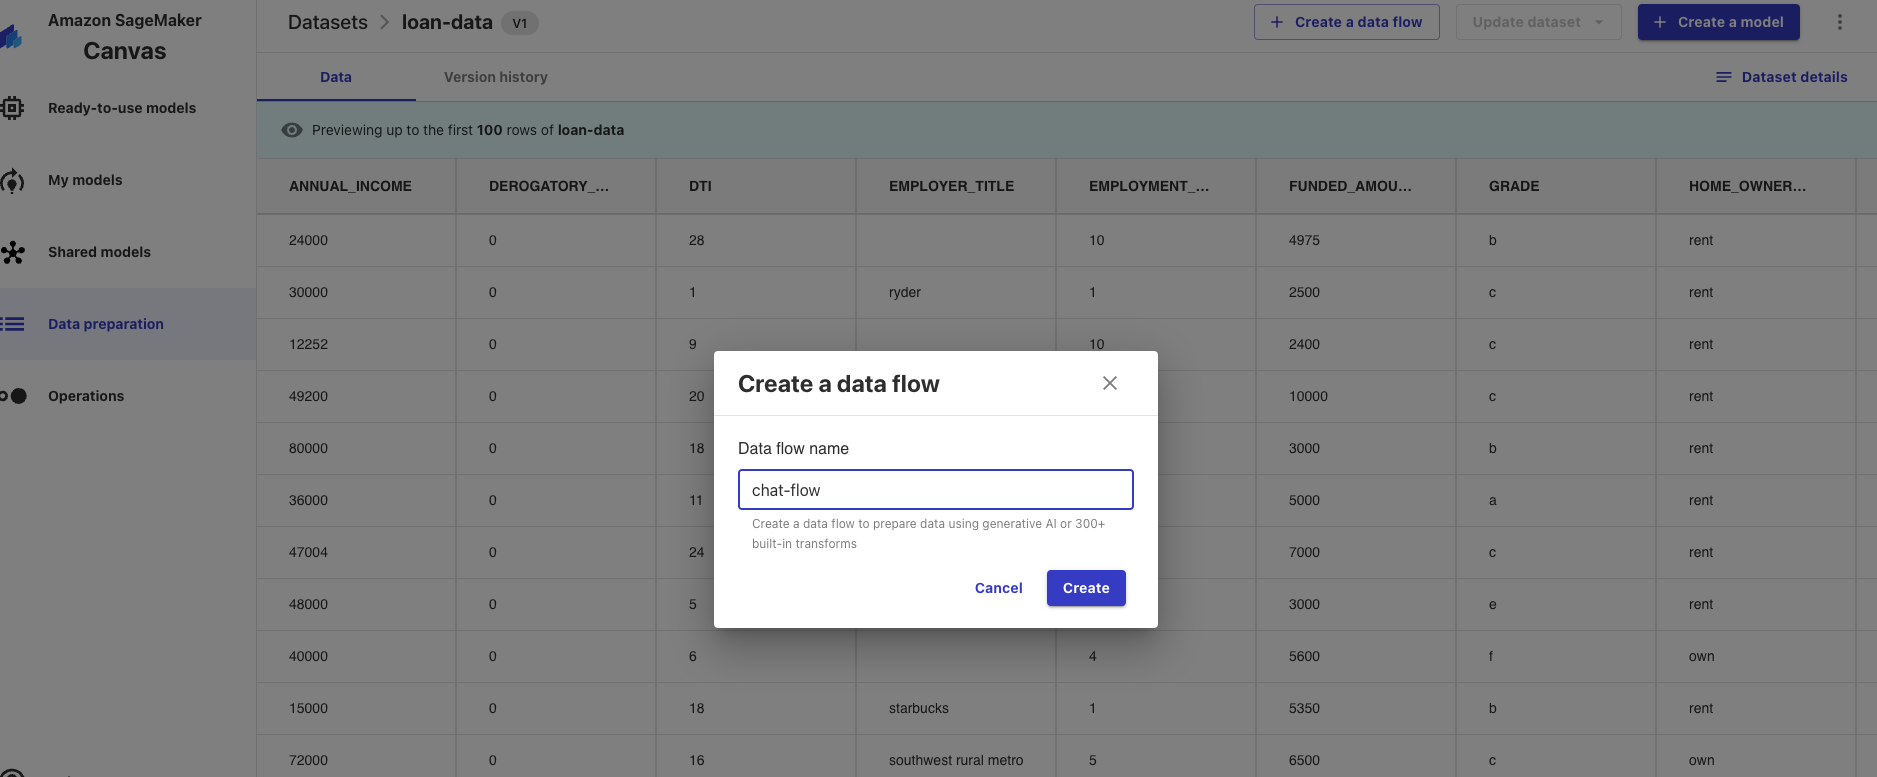 Amazon SageMaker
Canvas
Ready-to-use models
My models
Shared models
Data preparation
Operations
Datasets > loan-data V1
+ Create a data flow
Update dataset
+ Create a model
Data
Version history
Dataset details
Previewing up to the first 100 rows of loan-data
ANNUAL_INCOME DEROGATORY_... DTI EMPLOYER_TITLE EMPLOYMENT_... FUNDED_AMOU... GRADE HOME_OWNER...
24000 0 28 10 4975 b rent
30000 0 1 ryder 1 2500 c rent
12252 0 9 10 2400 c rent
49200 0 20 10000 c rent
80000 0 18 3000 b rent
36000 0 11 5000 a rent
47004 0 24 7000 c rent
48000 0 5 3000 e rent
40000 0 6 4 5600 f own
15000 0 18 starbucks 1 5350 b rent
72000 0 16 southwest rural metro 5 6500 c own
Create a data flow
Data flow name
chat-flow
Create a data flow to prepare data using generative AI or 300+
built-in transforms
Cancel
Create